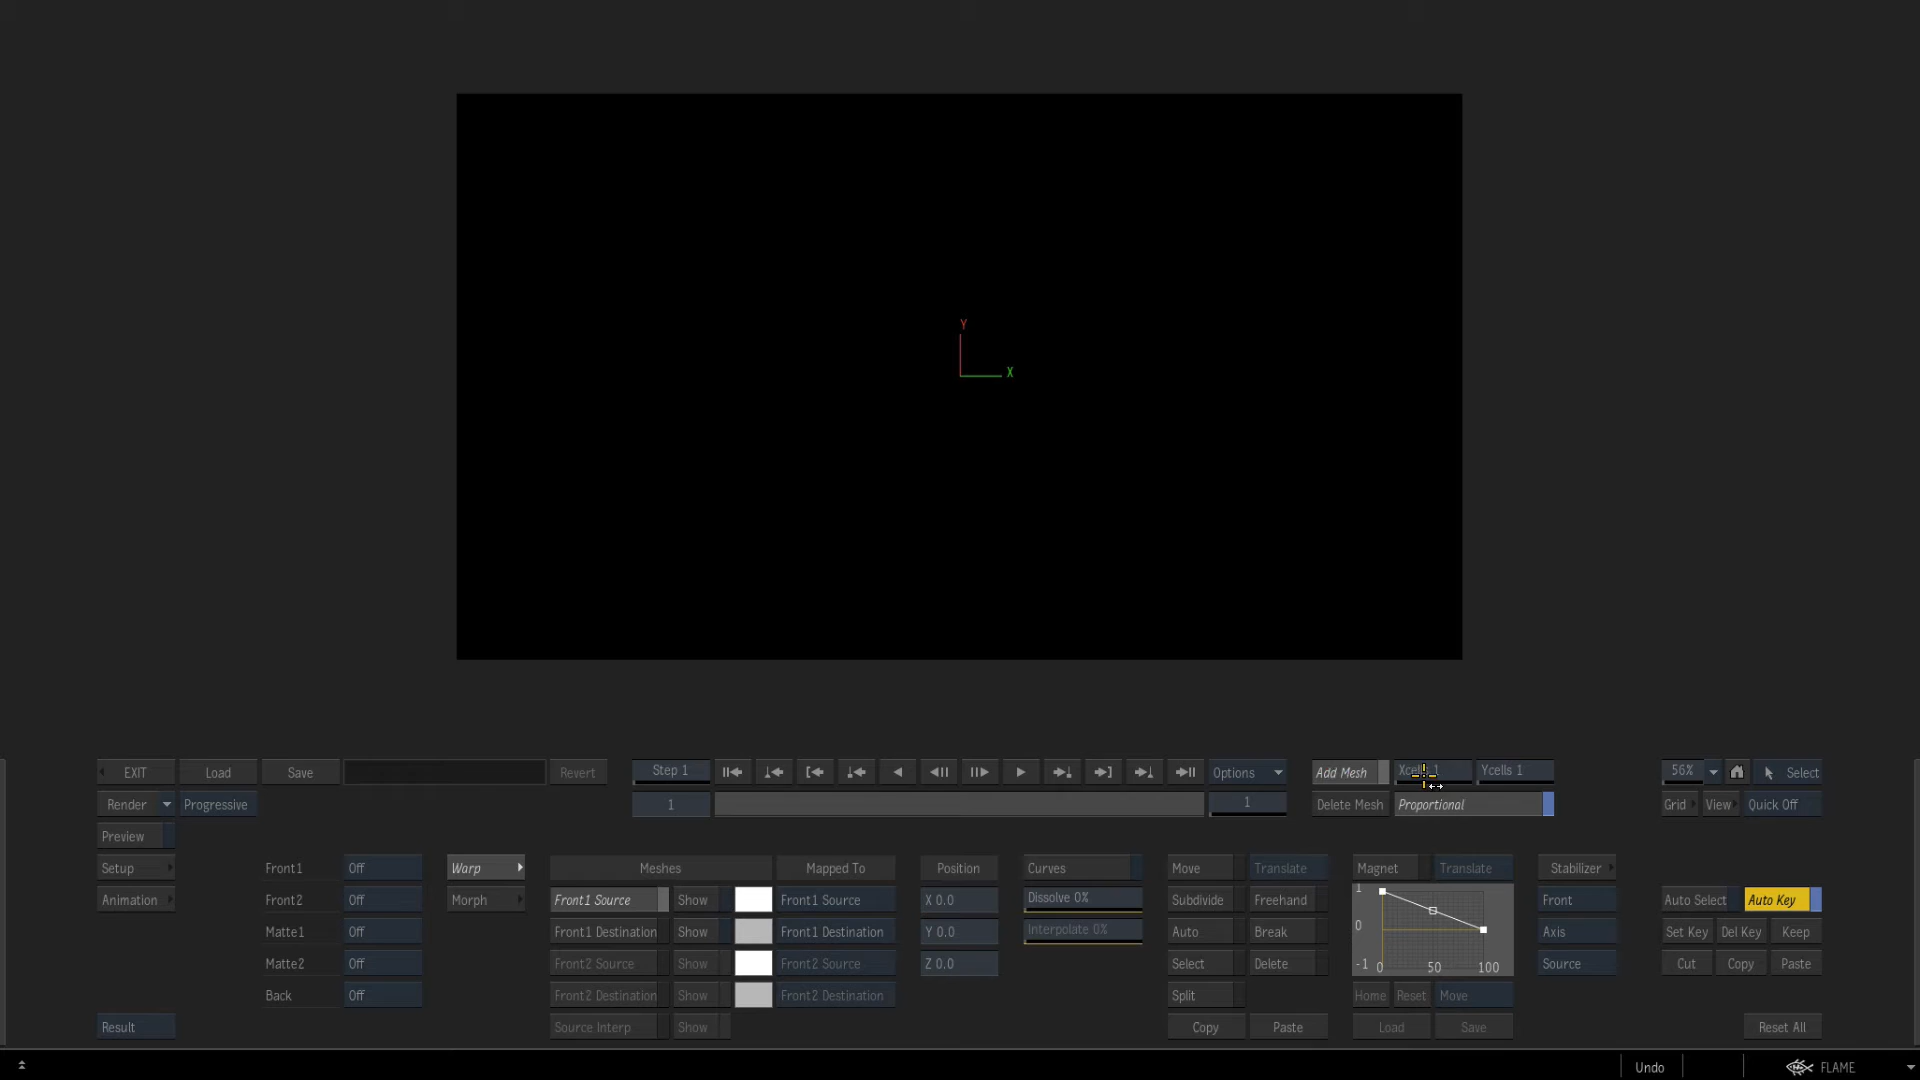 Y
X
EXIT Load Save Revert Step 1 Options Add Mesh Xcells 1 Ycells 1 56% Select
Render Progressive 1 1 Delete Mesh Proportional Grid View Quick Off
Preview
Setup Front1 Off Warp Meshes Mapped To Position Curves Move Translate Magnet Translate Stabilizer
Animation Front2 Off Morph Front1 Source Show Front1 Source X 0.0 Dissolve 0% Subdivide Freehand 1 Front Auto Select Auto Key
Matte1 Off Front1 Destination Show Front1 Destination Y 0.0 Interpolate 0% Auto Break 0 Axis Set Key Del Key Keep
Matte2 Off Front2 Source Show Front2 Source Z 0.0 Select Delete -1 0 50 100 Source Cut Copy Paste
Back Off Front2 Destination Show Front2 Destination Split Home Reset Move
Result Source Interp Show Copy Paste Load Save Reset All
Undo FLAME